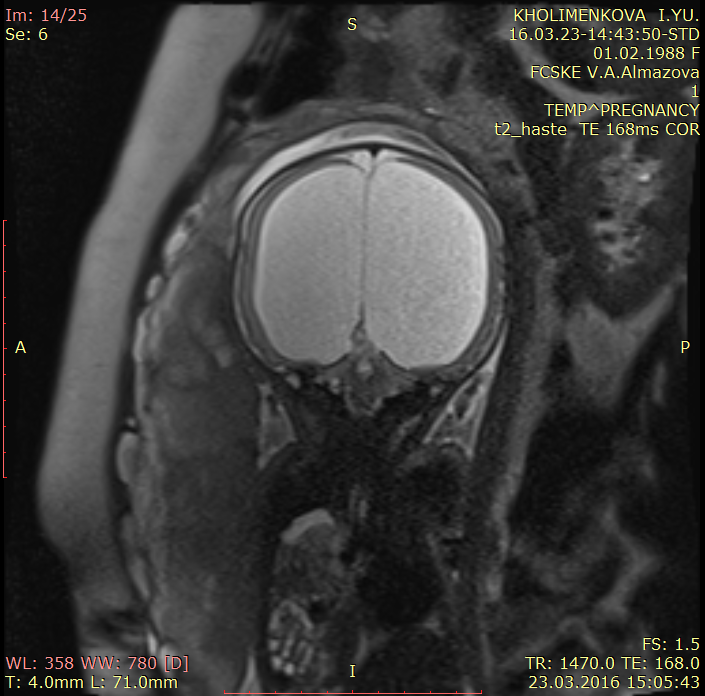 Im: 14/25
Se: 6
S
KHOLIMENKOVA I.YU.
16.03.23-14:43:50-STD
01.02.1988 F
FCSKE V.A.Almazova
1
TEMP^PREGNANCY
t2_haste TE 168ms COR
A
P
WL: 358 WW: 780 [D]
T: 4.0mm L: 71.0mm
I
FS: 1.5
TR: 1470.0 TE: 168.0
23.03.2016 15:05:43